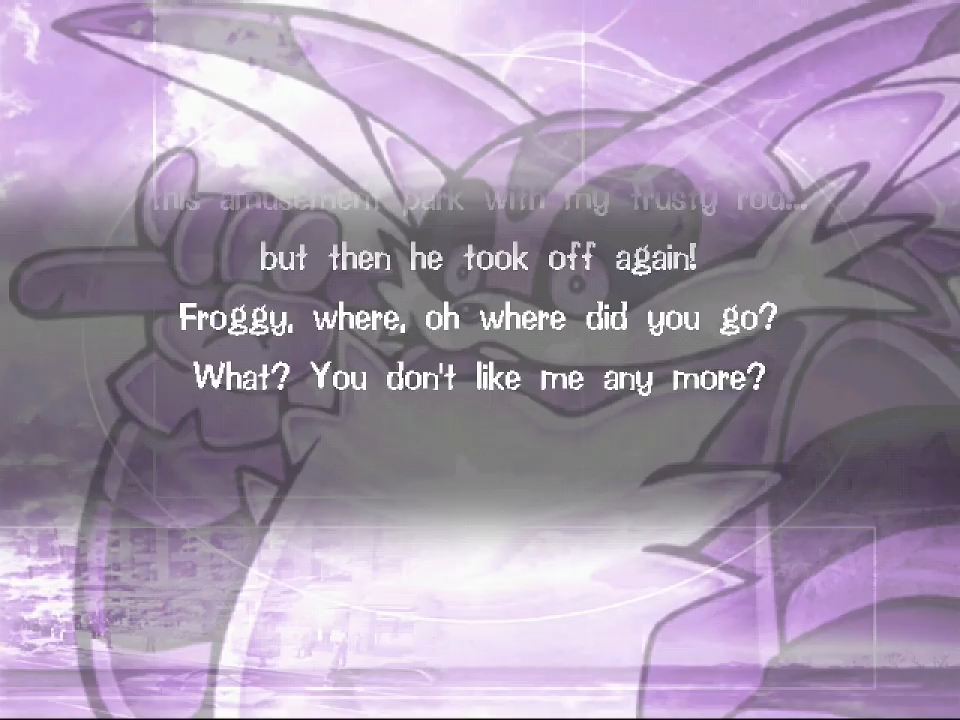 this amusement park with my trusty rod...
but then he took off again!
Froggy, where, oh where did you go?
What? You don't like me any more?